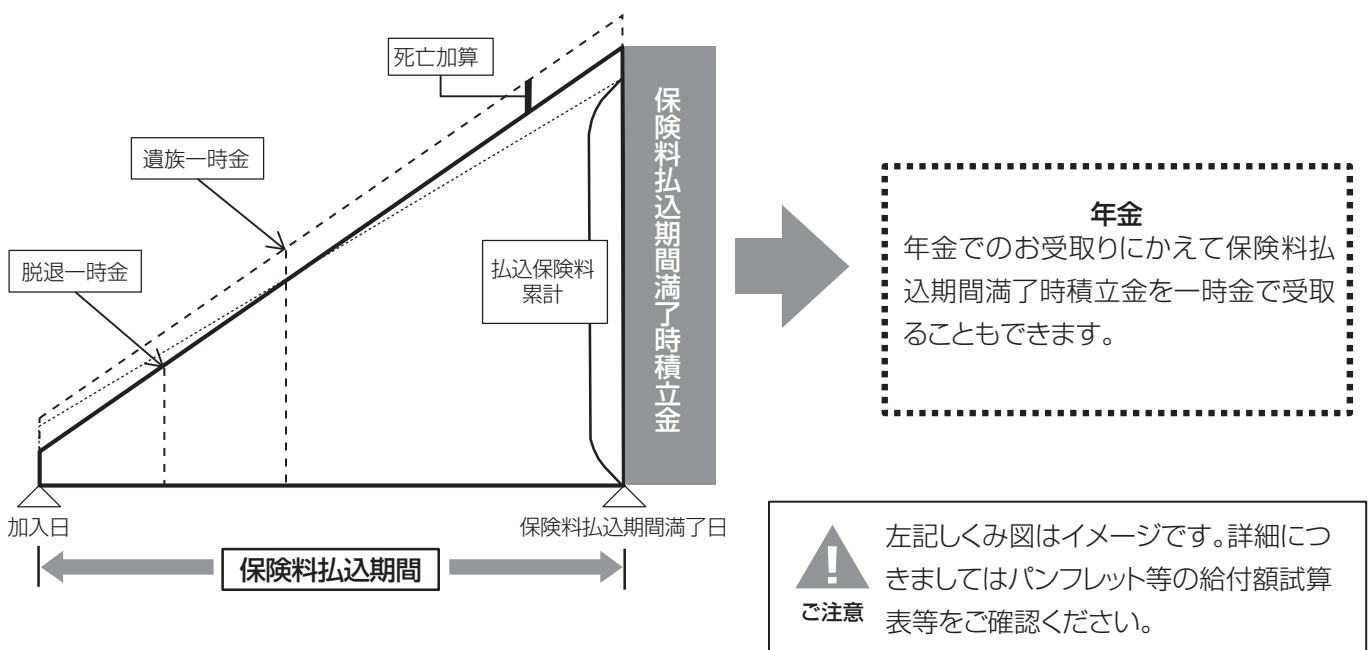 死亡加算
遺族一時金
脱退一時金
払込保険料
累計
保険料払込期間満了時積立金
加入日
保険料払込期間満了日
保険料払込期間
年金
年金でのお受取りにかえて保険料払
込期間満了時積立金を一時金で受取
ることもできます。
ご注意
左記しくみ図はイメージです。詳細につ
きましてはパンフレット等の給付額試算
表等をご確認ください。